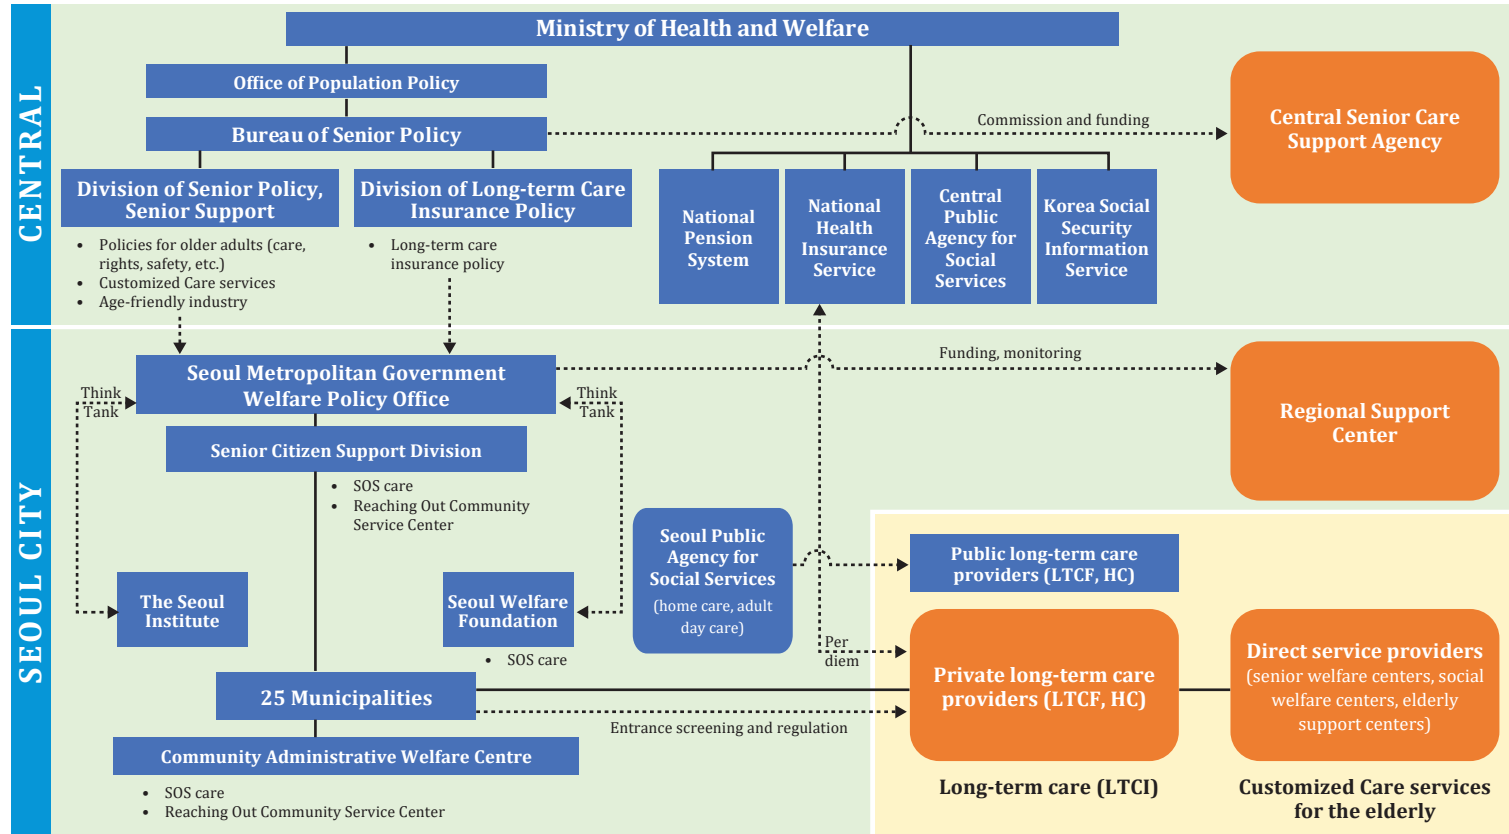 CENTRAL
Ministry of Health and Welfare
Office of Population Policy
Bureau of Senior Policy
Commission and funding
Central Senior Care
Support Agency
Division of Senior Policy,
Senior Support
• Policies for older adults (care,
rights, safety, etc.)
• Customized Care services
• Age-friendly industry
Division of Long-term Care
Insurance Policy
• Long-term care
insurance policy
National
Pension
System
National
Health
Insurance
Service
Central
Public
Agency for
Social
Services
Korea Social
Security
Information
Service
SEOUL CITY
Seoul Metropolitan Government
Welfare Policy Office
Funding, monitoring
Regional Support
Center
Think
Tank
Think
Tank
Senior Citizen Support Division
• SOS care
• Reaching Out Community
Service Center
The Seoul
Institute
Seoul Welfare
Foundation
• SOS care
Seoul Public
Agency for
Social Services
(home care, adult
day care)
Public long-term care
providers (LTCF, HC)
Per
diem
25 Municipalities
Entrance screening and regulation
Private long-term care
providers (LTCF, HC)
Direct service providers
(senior welfare centers, social
welfare centers, elderly
support centers)
Community Administrative Welfare Centre
• SOS care
• Reaching Out Community Service Center
Long-term care (LTCI)
Customized Care services
for the elderly